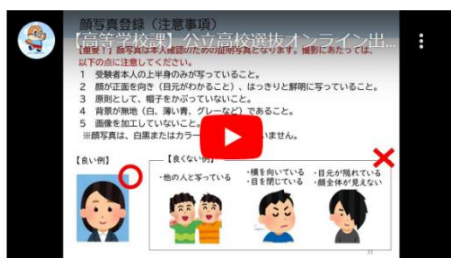 顔写真登録（注意事項）
【高等学校課】公立高校選抜オンライン出...
【重要！】顔写真は本人確認のための証明写真となります。撮影にあたっては、
以下の点に注意してください。
1 受験者本人の上半身のみが写っていること。
2 顔が正面を向き（目元がわかること）、はっきりと鮮明に写っていること。
3 原則として、帽子をかぶっていないこと。
4 背景が無地（白、薄い青、グレーなど）であること。
5 画像を加工していないこと。
※顔写真は、白黒またはカラー
いません。
【良い例】
【良くない例】
・他の人と写っている
・横を向いている
・目を閉じている
・目元が隠れている
・顔全体が見えない